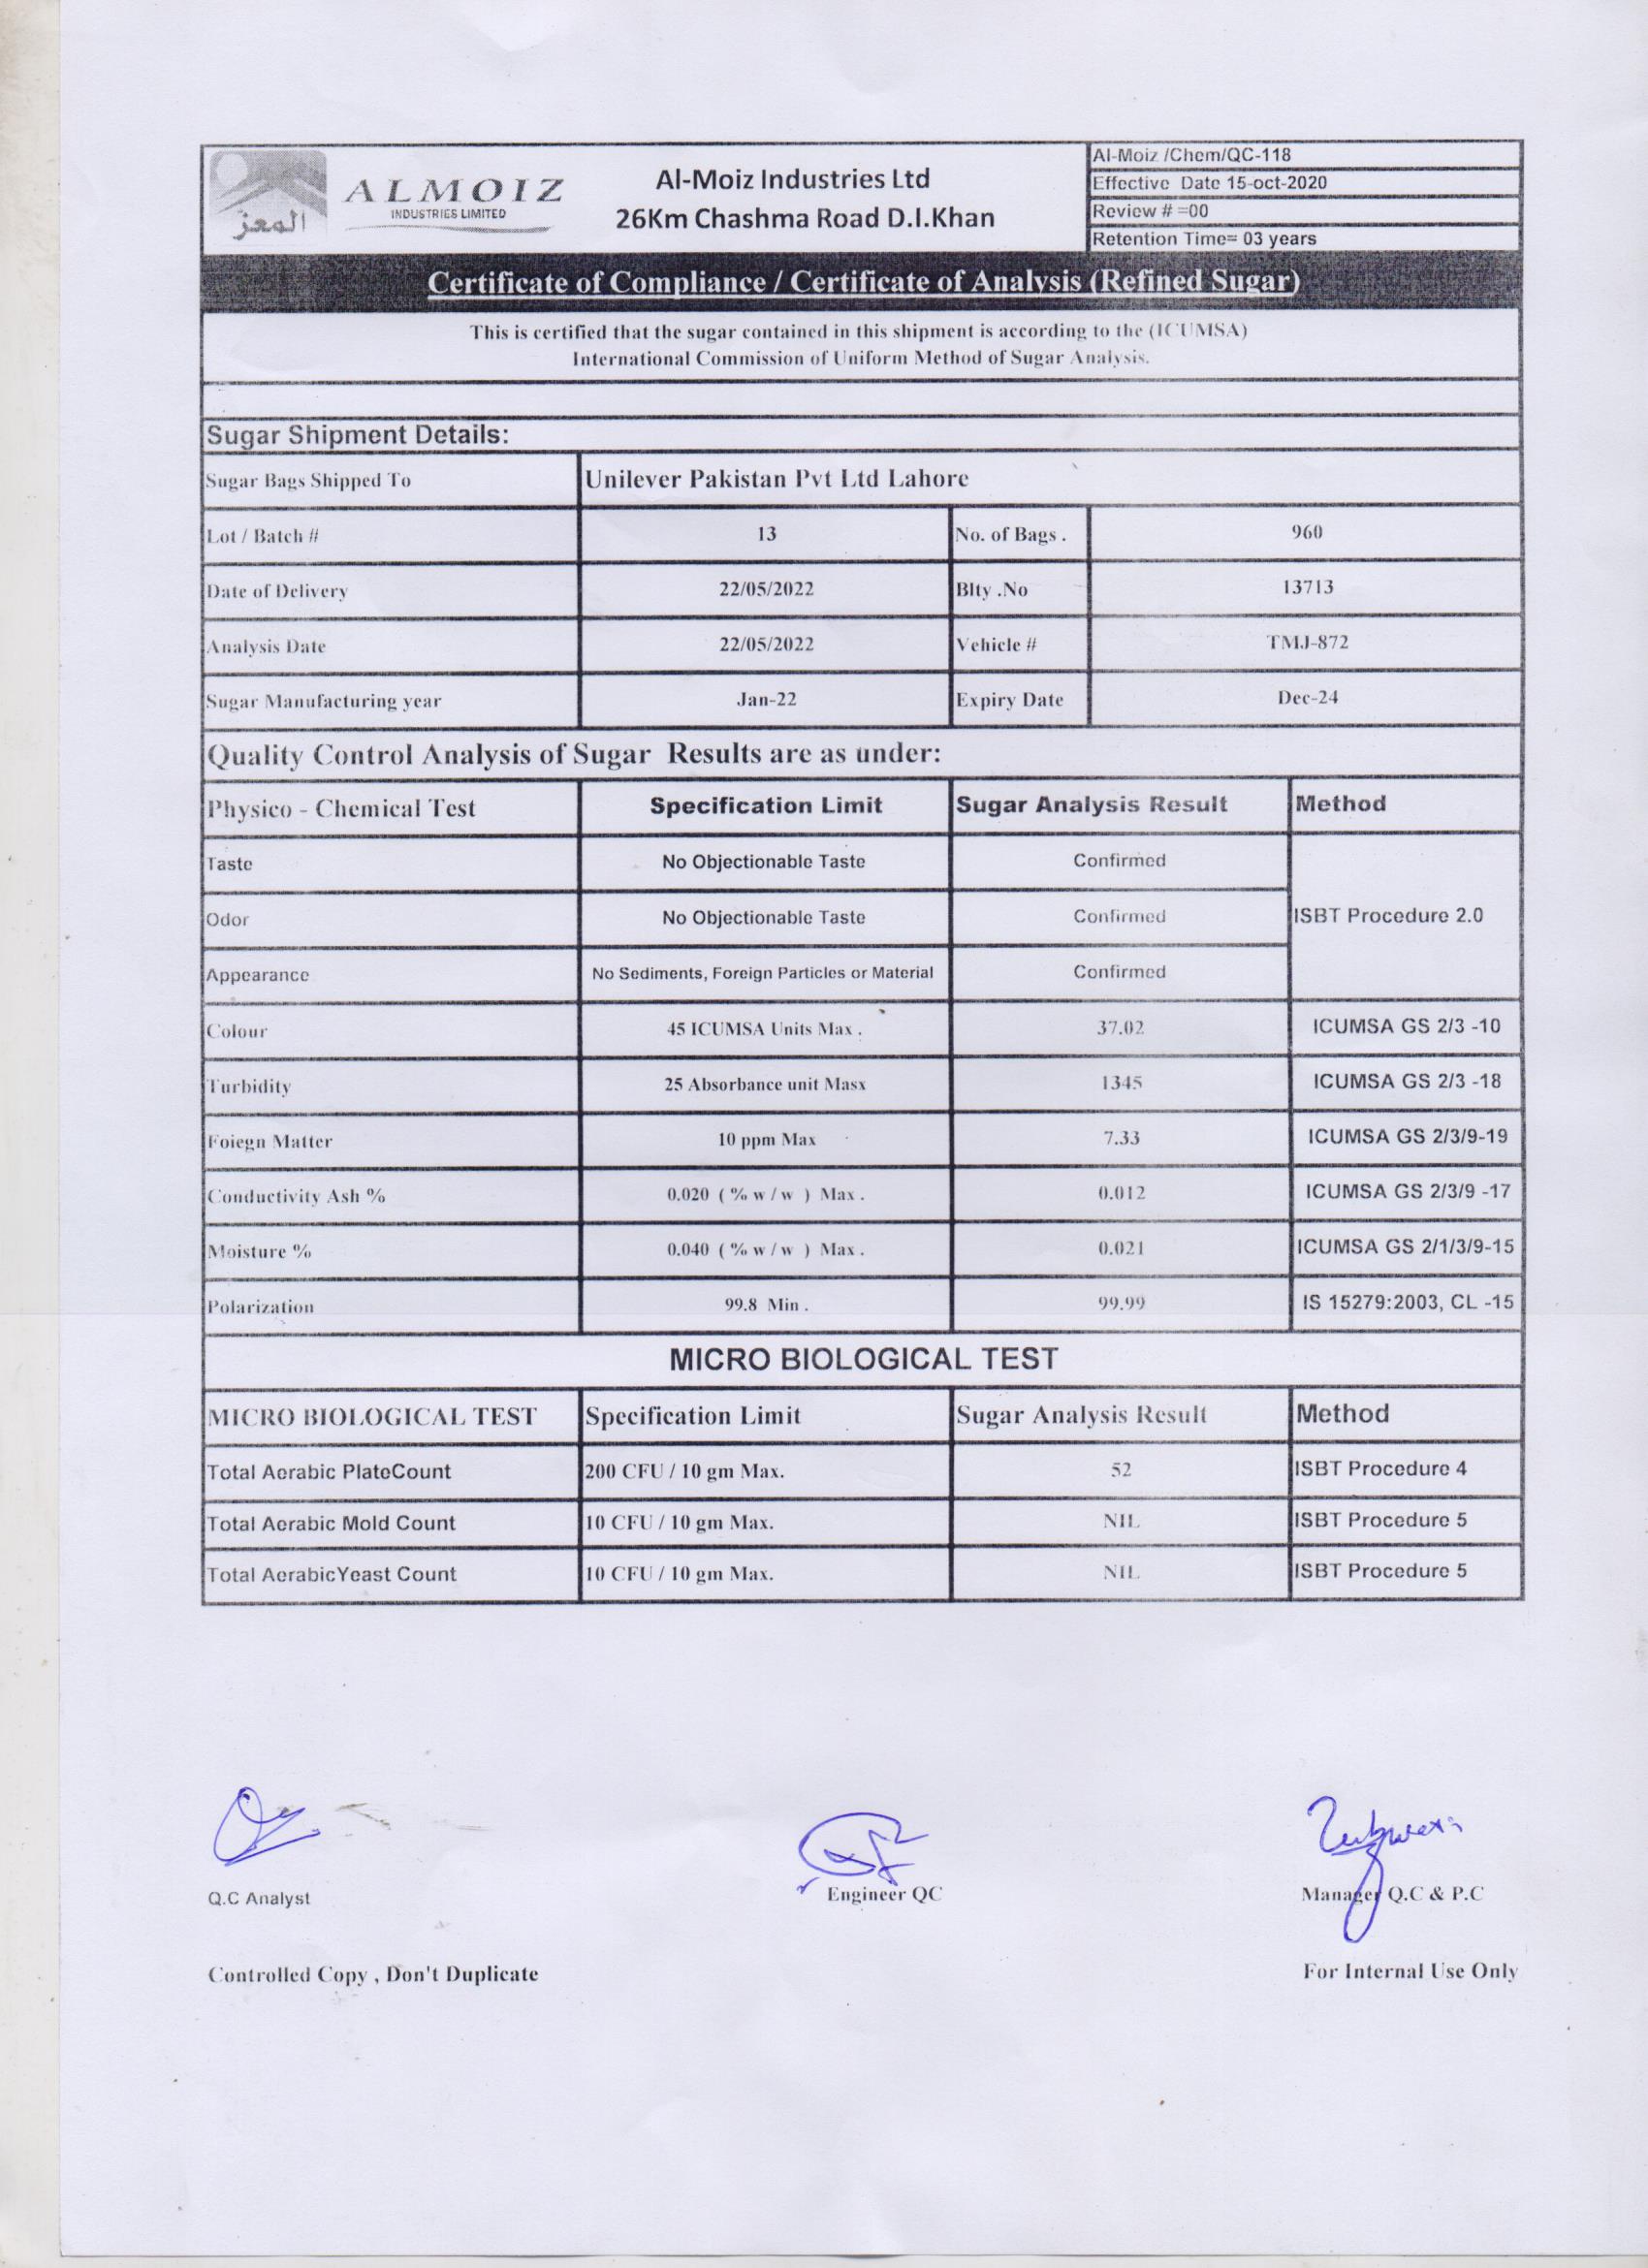 ALMOIZ
INDUSTRIES LIMITED
المعز
Al-Moiz Industries Ltd
26Km Chashma Road D.I.Khan
Al-Moiz /Chem/QC-118
Effective Date 15-oct-2020
Review # =00
Retention Time= 03 years
Certificate of Compliance / Certificate of Analysis (Refined Sugar)
This is certified that the sugar contained in this shipment is according to the (ICUMSA)
International Commission of Uniform Method of Sugar Analysis.
Sugar Shipment Details:
Sugar Bags Shipped To Unilever Pakistan Pvt Ltd Lahore
Lot / Batch # 13 No. of Bags . 960
Date of Delivery 22/05/2022 Blty .No 13713
Analysis Date 22/05/2022 Vehicle # TMJ-872
Sugar Manufacturing year Jan-22 Expiry Date Dec-24
Quality Control Analysis of Sugar Results are as under:
Physico - Chemical Test Specification Limit Sugar Analysis Result Method
Taste No Objectionable Taste Confirmed
Odor No Objectionable Taste Confirmed ISBT Procedure 2.0
Appearance No Sediments, Foreign Particles or Material Confirmed
Colour 45 ICUMSA Units Max . 37.02 ICUMSA GS 2/3 -10
Turbidity 25 Absorbance unit Masx 1345 ICUMSA GS 2/3 -18
Foiegn Matter 10 ppm Max 7.33 ICUMSA GS 2/3/9-19
Conductivity Ash % 0.020 ( % w / w ) Max . 0.012 ICUMSA GS 2/3/9 -17
Moisture % 0.040 ( % w / w ) Max . 0.021 ICUMSA GS 2/1/3/9-15
Polarization 99.8 Min . 99.99 IS 15279:2003, CL -15
MICRO BIOLOGICAL TEST
MICRO BIOLOGICAL TEST Specification Limit Sugar Analysis Result Method
Total Aerabic PlateCount 200 CFU / 10 gm Max. 52 ISBT Procedure 4
Total Aerabic Mold Count 10 CFU / 10 gm Max. NIL ISBT Procedure 5
Total AerabicYeast Count 10 CFU / 10 gm Max. NIL ISBT Procedure 5
Q.C Analyst Engineer QC Manager Q.C & P.C
Controlled Copy , Don't Duplicate For Internal Use Only